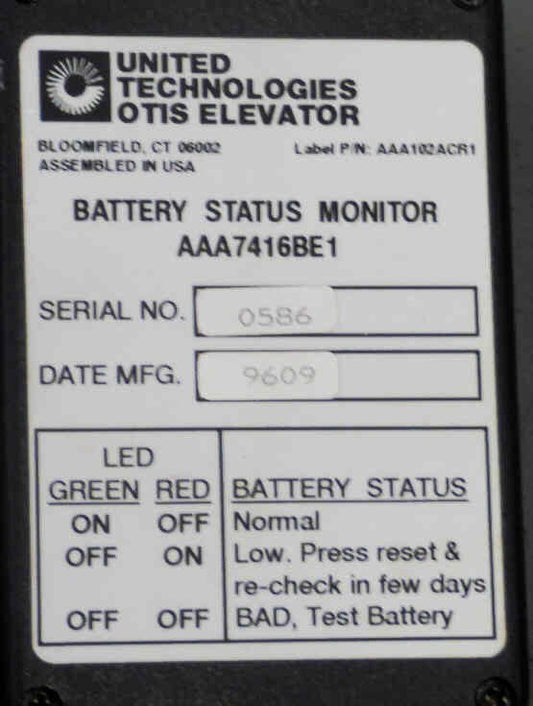 UNITED
TECHNOLOGIES
OTIS ELEVATOR
BLOOMFIELD, CT 06002 Label P/N: AAA102ACR1
ASSEMBLED IN USA
BATTERY STATUS MONITOR
AAA7416BE1
SERIAL NO. 0586
DATE MFG. 9609
LED
GREEN RED BATTERY STATUS
ON OFF Normal
OFF ON Low. Press reset &
re-check in few days
OFF OFF BAD, Test Battery